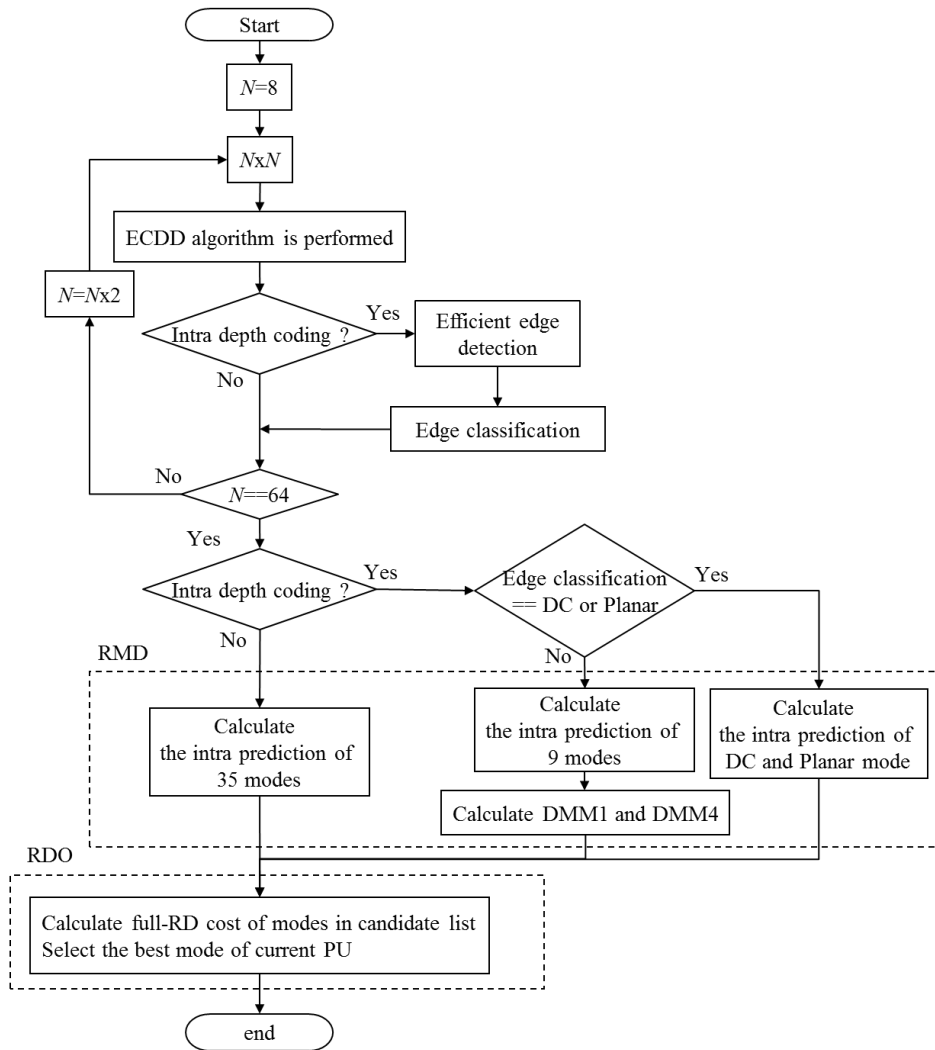 Start
N=8
NxN
ECDD algorithm is performed
N=Nx2
Intra depth coding ?
Yes
Efficient edge
detection
No
Edge classification
No
N==64
Yes
Intra depth coding ?
Yes
Edge classification
== DC or Planar
Yes
No
No
RMD
Calculate
the intra prediction of
35 modes
Calculate
the intra prediction of
9 modes
Calculate
the intra prediction of
DC and Planar mode
Calculate DMM1 and DMM4
RDO
Calculate full-RD cost of modes in candidate list
Select the best mode of current PU
end